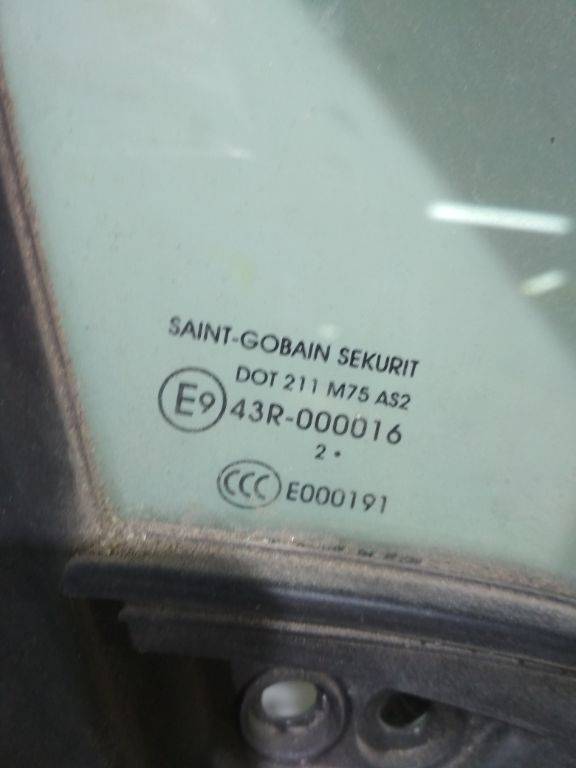 SAINT-GOBAIN SEKURIT
DOT 211 M75 AS2
E9 43R-000016
2 •
CCC E000191